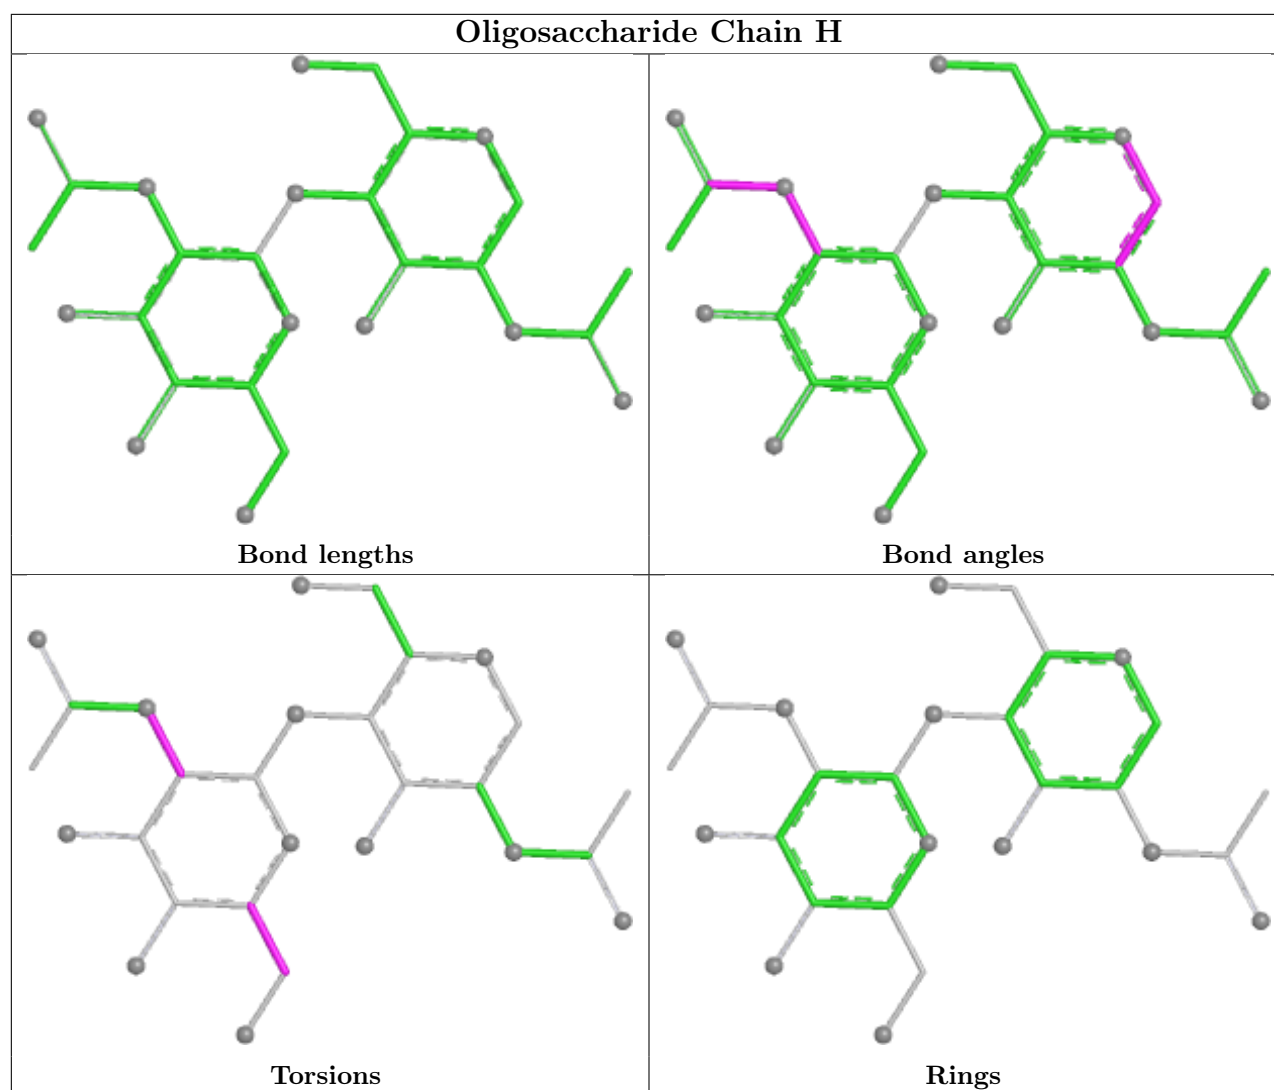 Oligosaccharide Chain H
Bond lengths
Bond angles
Torsions
Rings